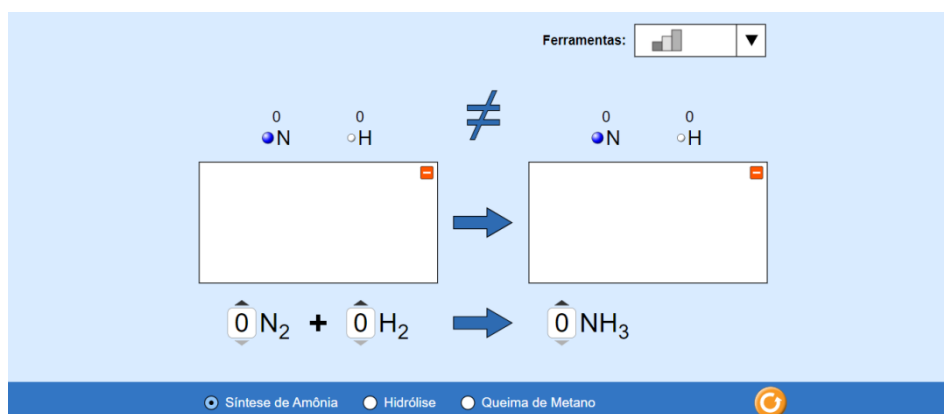 Ferramentas:
0 0 ≠ 0 0
N H N H
0 N₂ + 0 H₂ 0 NH₃
Síntese de Amônia Hidrólise Queima de Metano